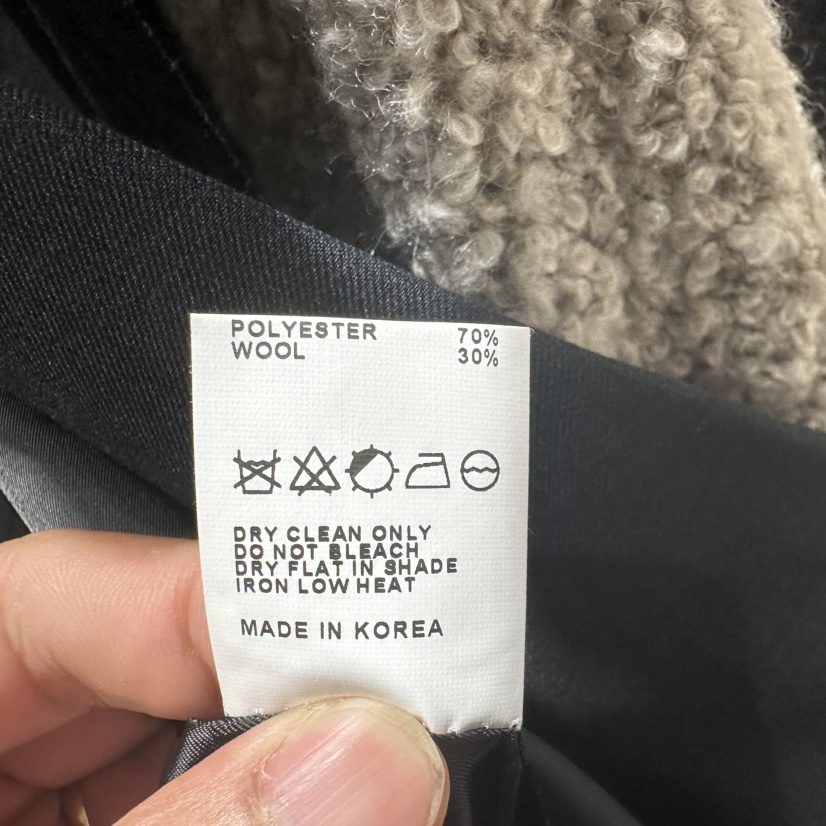 POLYESTER 70%
WOOL 30%
DRY CLEAN ONLY
DO NOT BLEACH
DRY FLAT IN SHADE
IRON LOW HEAT
MADE IN KOREA